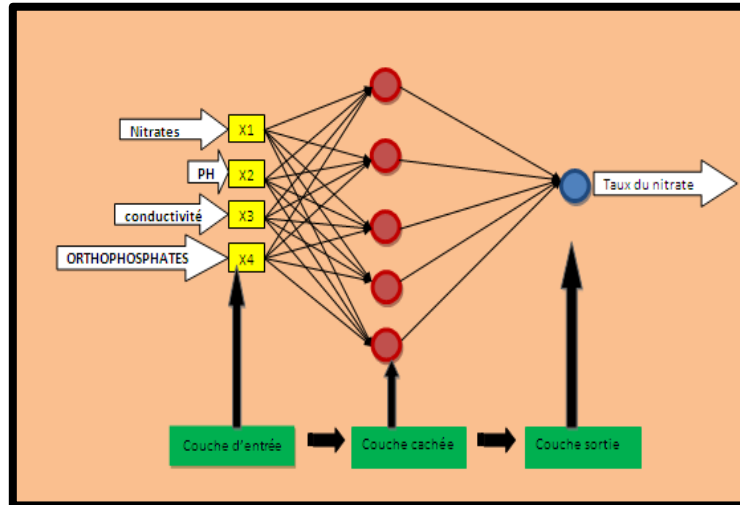 Nitrates
X1
PH
X2
conductivité
X3
ORTHOPHOSPHATES
X4
Taux du nitrate
Couche d'entrée
Couche cachée
Couche sortie